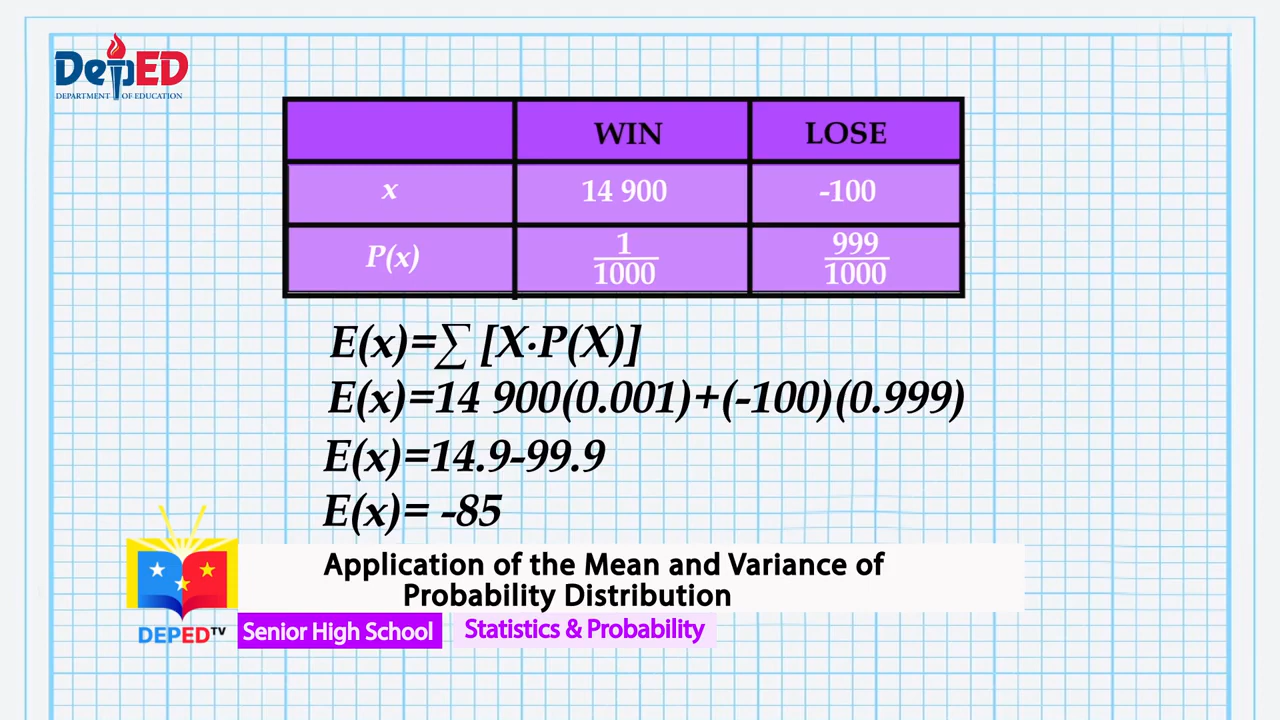 DepED
DEPARTMENT OF EDUCATION
WIN LOSE
x 14 900 -100
P(x) 1/1000 999/1000
E(x)=∑ [X·P(X)]
E(x)=14 900(0.001)+(-100)(0.999)
E(x)=14.9-99.9
E(x)= -85
Application of the Mean and Variance of
Probability Distribution
DEPED TV
Senior High School Statistics & Probability